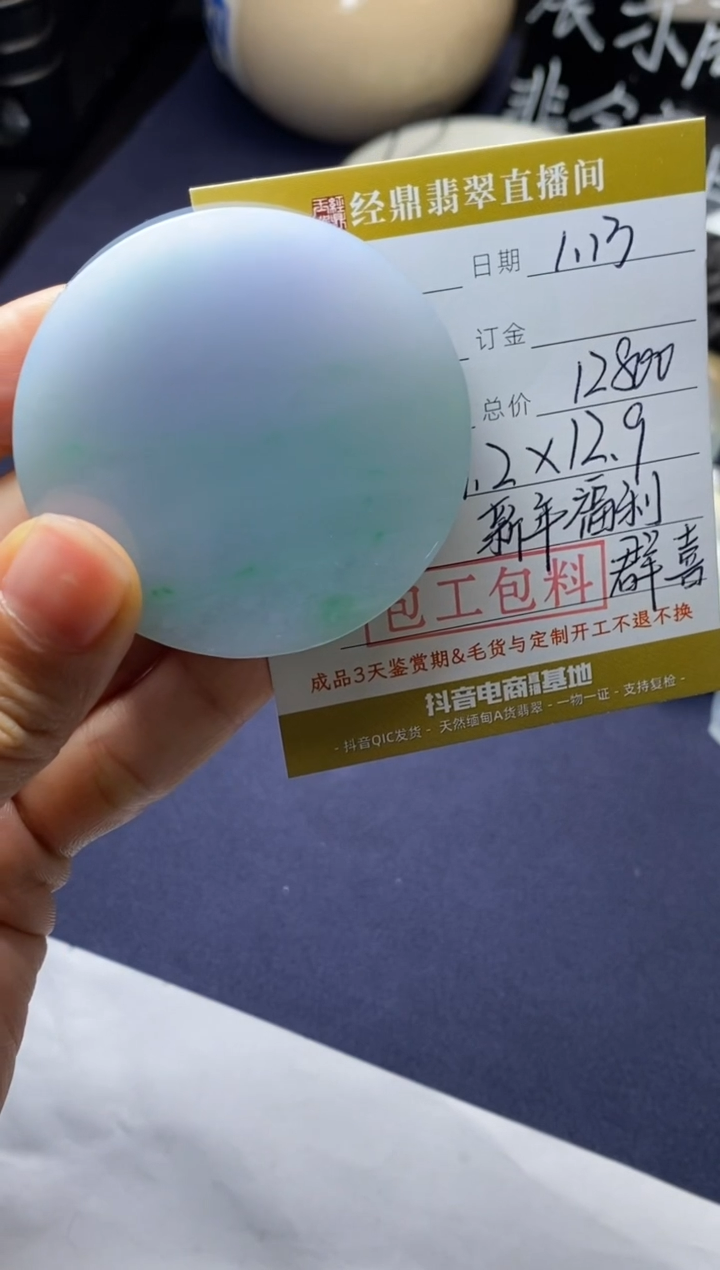 经鼎翡翠直播间
日期 1.13
订金
总价 12800
.2×12.9
新年福利
包工包料 群喜
成品3天鉴赏期&毛货与定制开工不退不换
抖音电商 基地
- 抖音QIC发货 - 天然缅甸A货翡翠 - 一物一证 - 支持复检 -